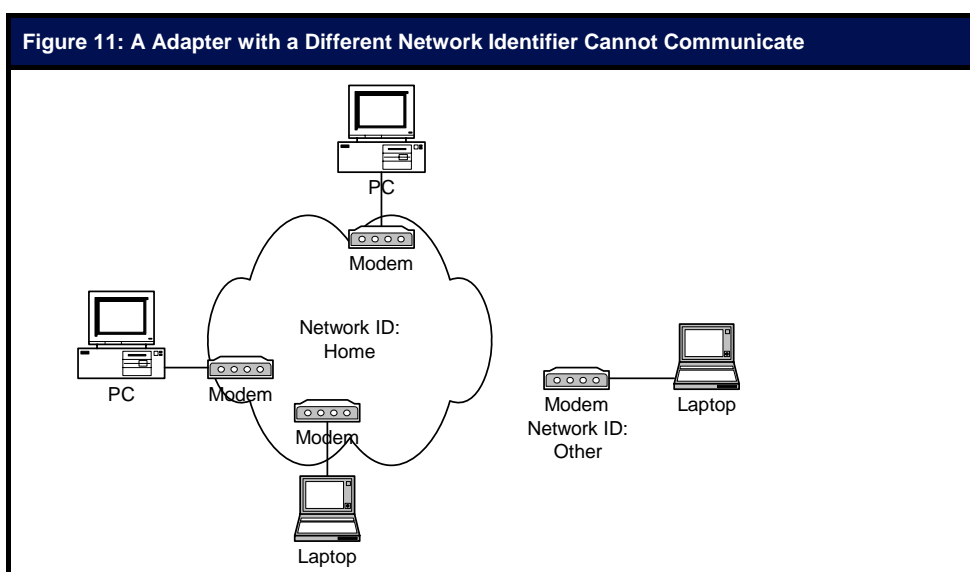 Figure 11: A Adapter with a Different Network Identifier Cannot Communicate
PC
Modem
Network ID:
Home
PC
Modem
Modem
Laptop
Modem
Network ID:
Other
Laptop